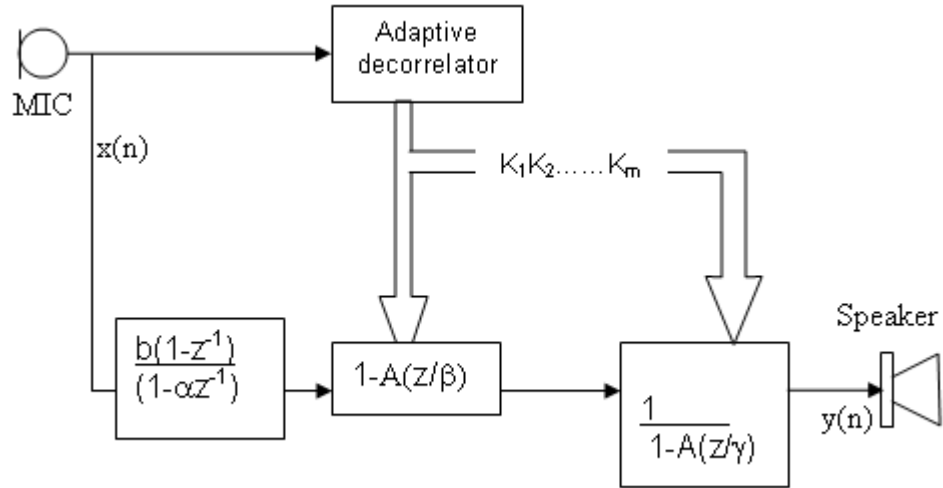 Adaptive
decorrelator
MIC
x(n)
K₁K₂......Kₘ
b(1-z⁻¹)
(1-αz⁻¹)
1-A(z/β)
1
1-A(z/γ)
Speaker
y(n)